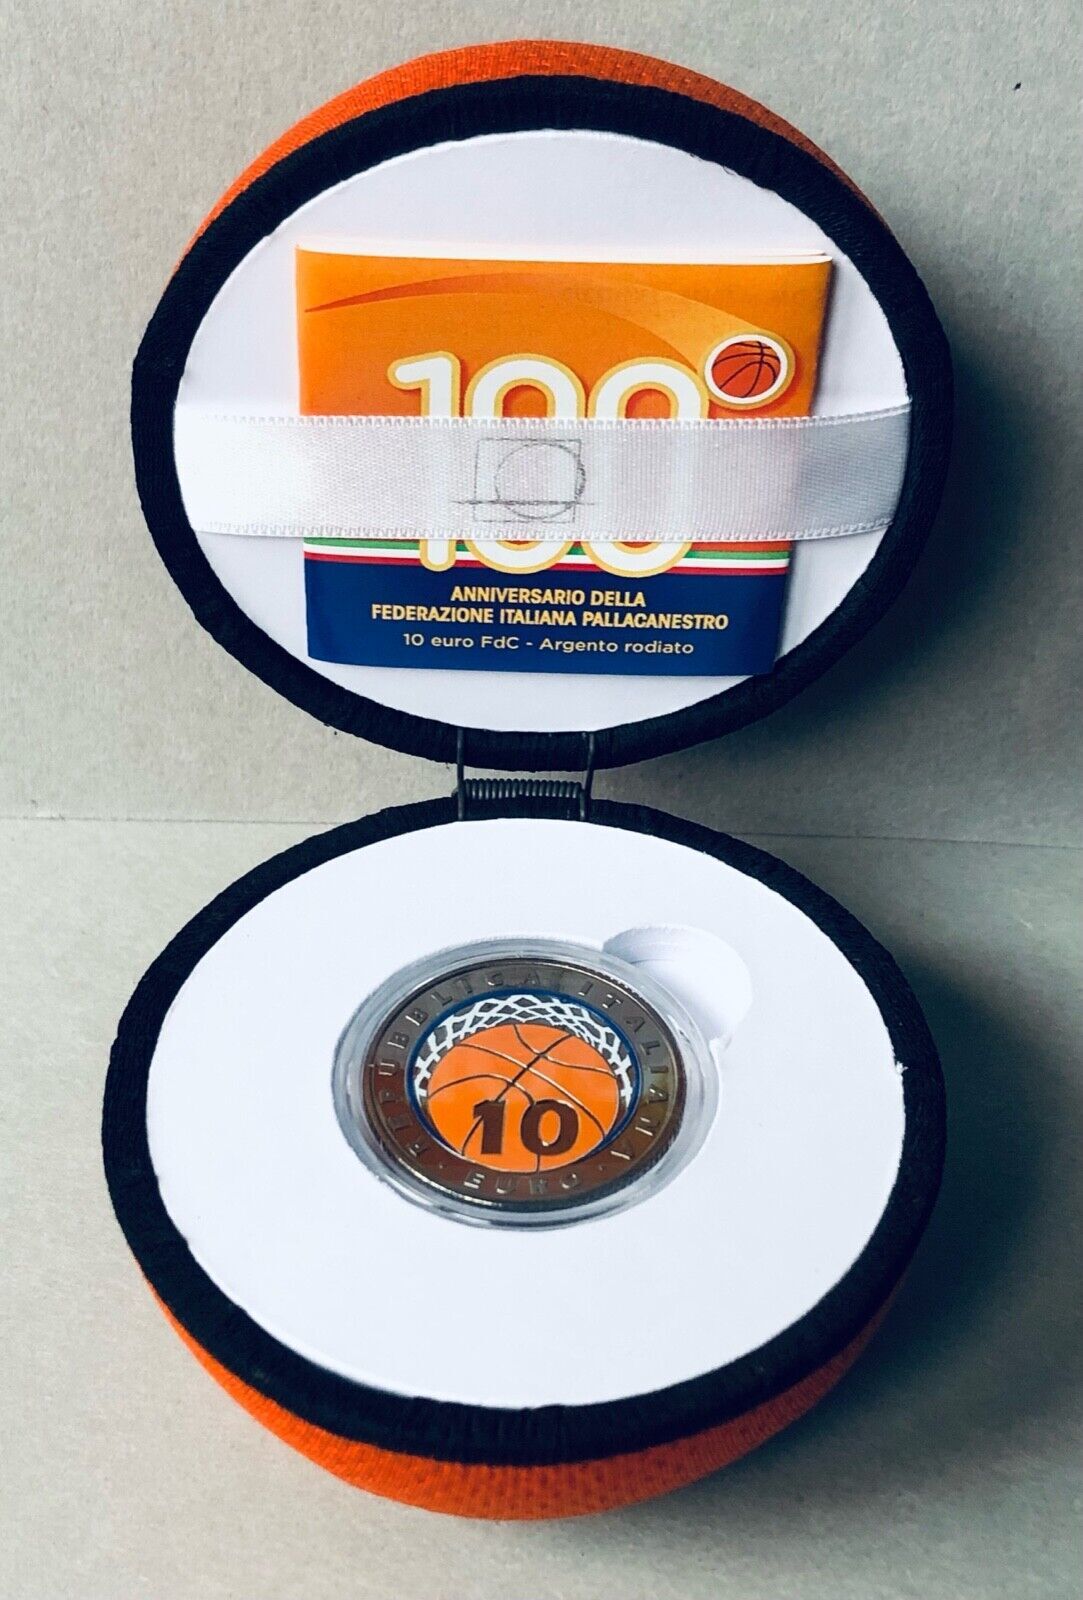 100°
ANNIVERSARIO DELLA
FEDERAZIONE ITALIANA PALLACANESTRO
10 euro FdC - Argento rodiato
REPUBBLICA ITALIANA
10
EURO